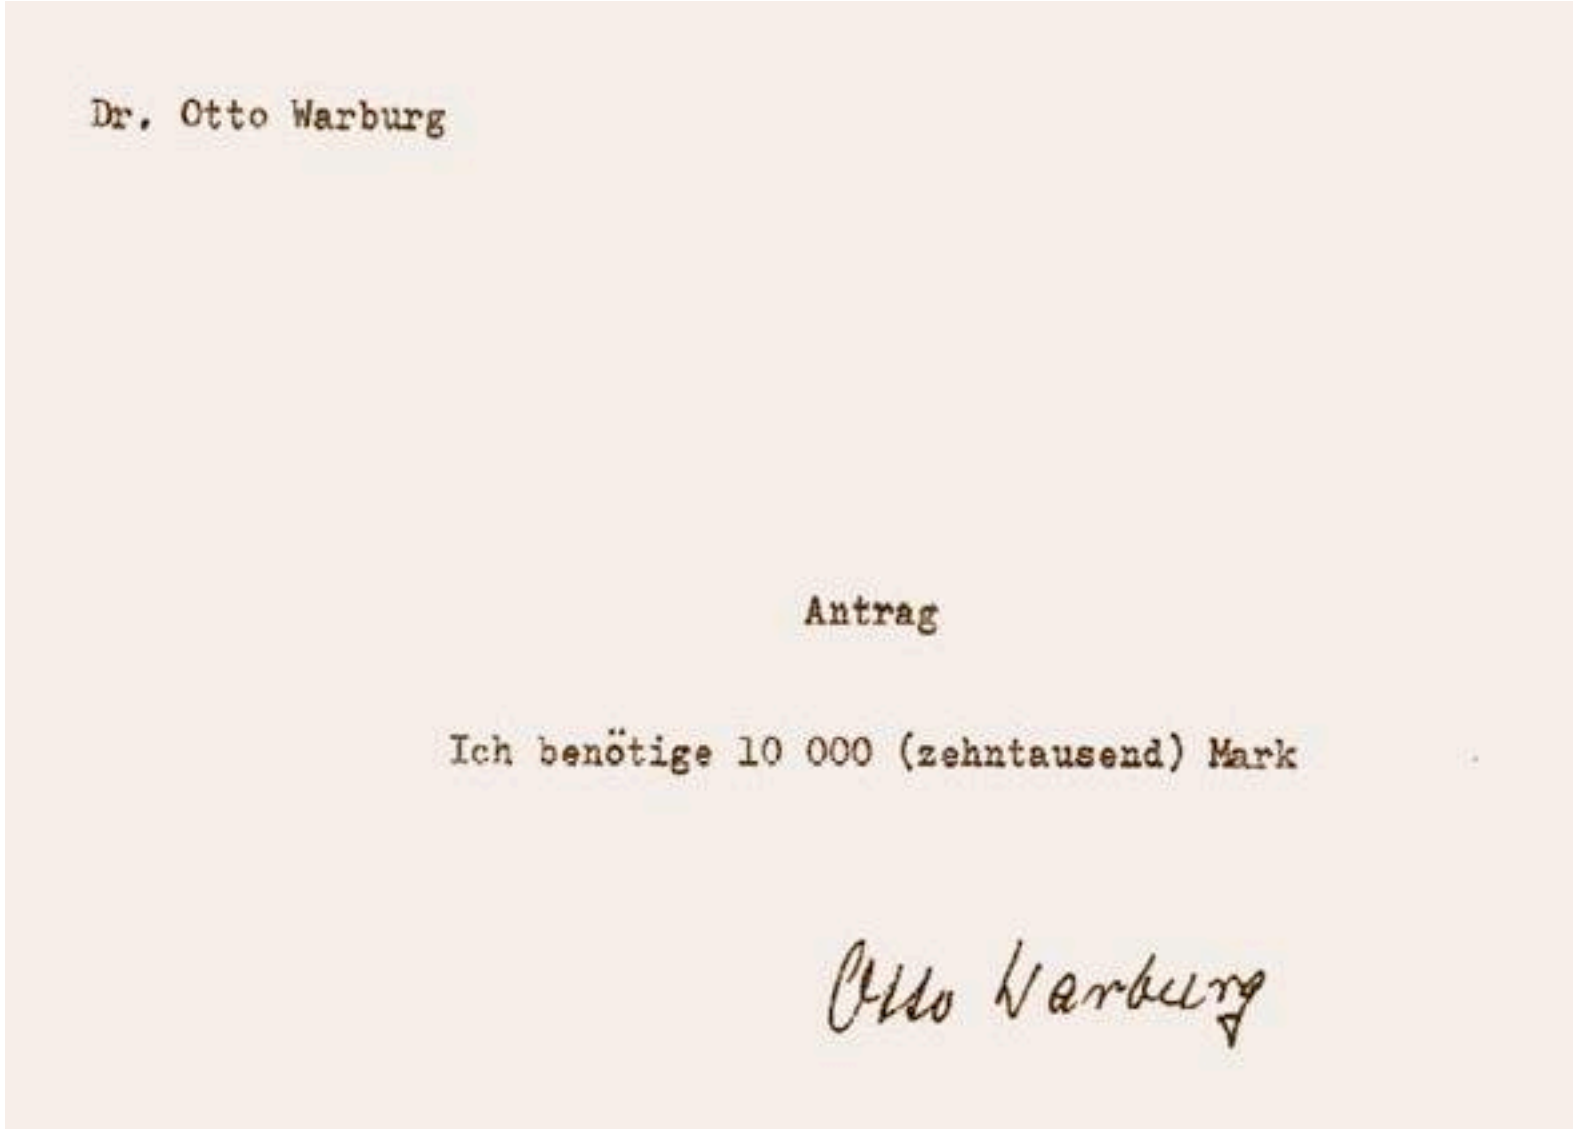 Dr. Otto Warburg
Antrag
Ich benötige 10 000 (zehntausend) Mark
Otto Warburg